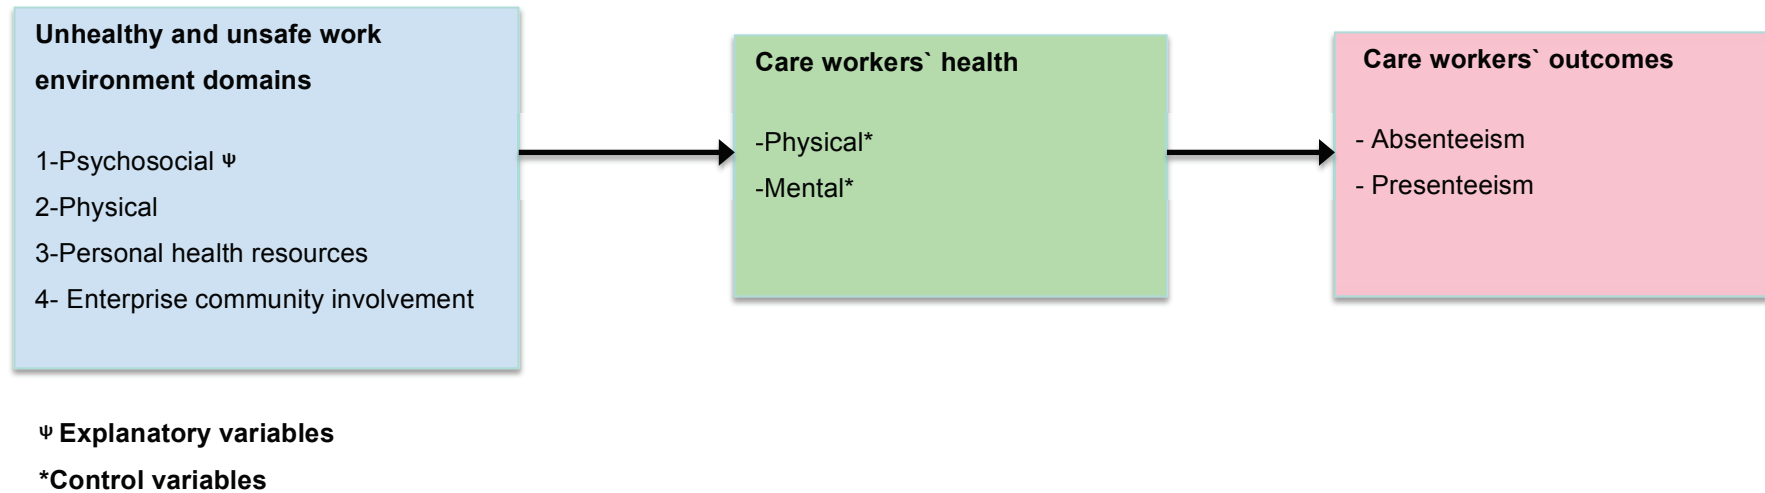 Unhealthy and unsafe work
environment domains
1-Psychosocial ψ
2-Physical
3-Personal health resources
4- Enterprise community involvement
Care workers` health
-Physical*
-Mental*
Care workers` outcomes
- Absenteeism
- Presenteeism
ψ Explanatory variables
*Control variables